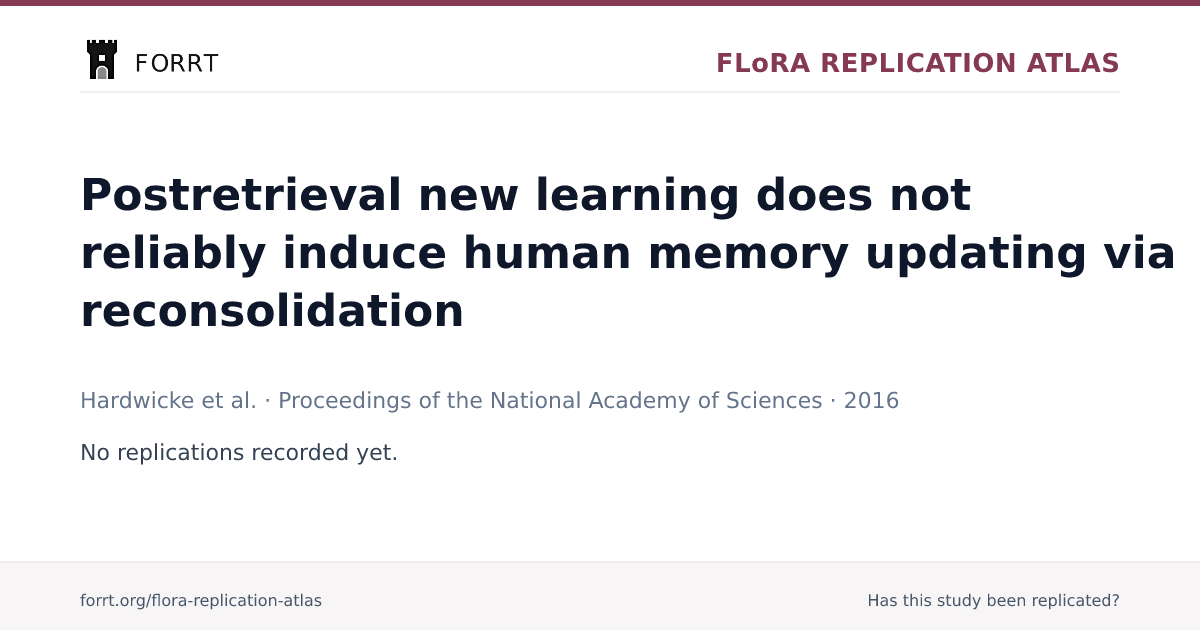 FORRT
FLoRA REPLICATION ATLAS
Postretrieval new learning does not
reliably induce human memory updating via
reconsolidation
Hardwicke et al. · Proceedings of the National Academy of Sciences · 2016
No replications recorded yet.
forrt.org/flora-replication-atlas
Has this study been replicated?